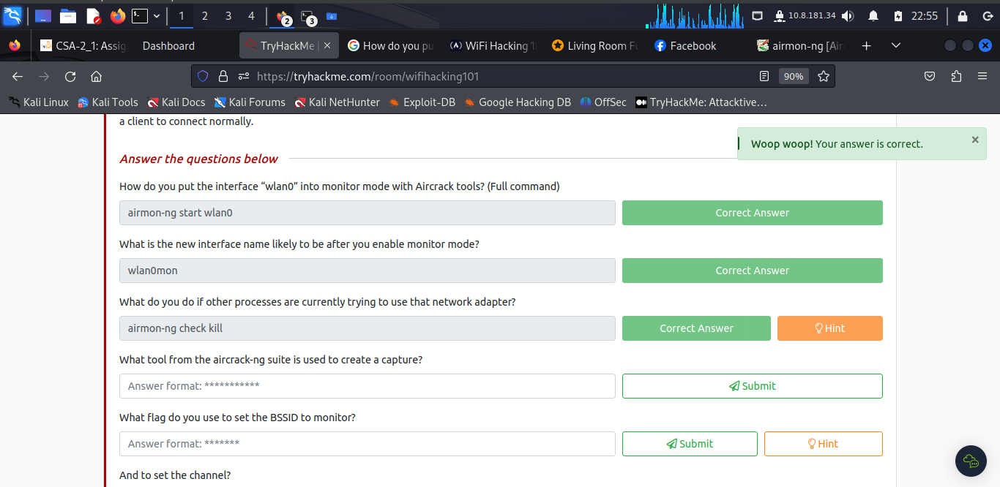 1 2 3 4 2 3 10.8.181.34 22:55
CSA-2_1: Assig Dashboard TryHackMe | × How do you pu WiFi Hacking 1 Living Room Fu Facebook airmon-ng [Air
https://tryhackme.com/room/wifihacking101 90%
Kali Linux Kali Tools Kali Docs Kali Forums Kali NetHunter Exploit-DB Google Hacking DB OffSec TryHackMe: Attacktive…
a client to connect normally.
Woop woop! Your answer is correct. ×
Answer the questions below
How do you put the interface “wlan0” into monitor mode with Aircrack tools? (Full command)
airmon-ng start wlan0 Correct Answer
What is the new interface name likely to be after you enable monitor mode?
wlan0mon Correct Answer
What do you do if other processes are currently trying to use that network adapter?
airmon-ng check kill Correct Answer Hint
What tool from the aircrack-ng suite is used to create a capture?
Answer format: *********** Submit
What flag do you use to set the BSSID to monitor?
Answer format: ******* Submit Hint
And to set the channel?